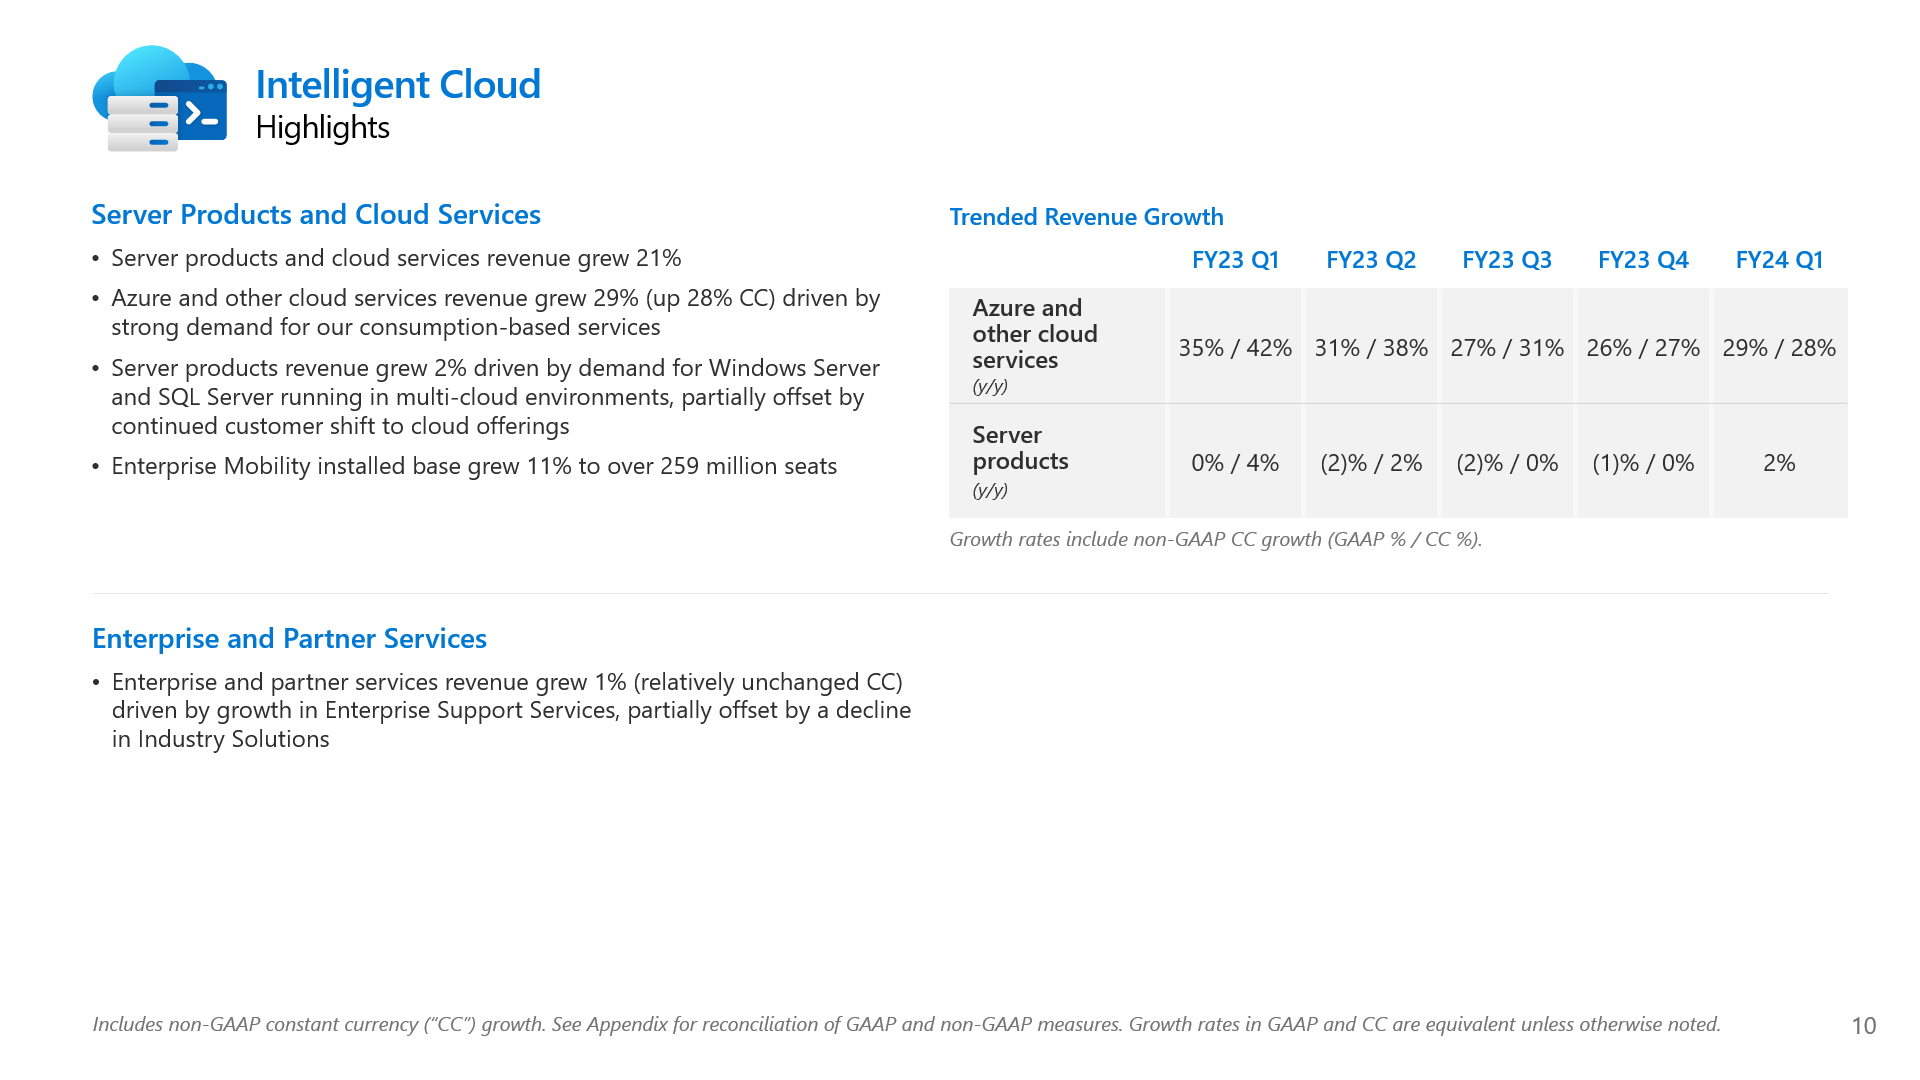 Intelligent Cloud
Highlights
Server Products and Cloud Services
• Server products and cloud services revenue grew 21%
• Azure and other cloud services revenue grew 29% (up 28% CC) driven by
strong demand for our consumption-based services
• Server products revenue grew 2% driven by demand for Windows Server
and SQL Server running in multi-cloud environments, partially offset by
continued customer shift to cloud offerings
• Enterprise Mobility installed base grew 11% to over 259 million seats
Trended Revenue Growth
FY23 Q1 FY23 Q2 FY23 Q3 FY23 Q4 FY24 Q1
Azure and
other cloud
services
(y/y)
35% / 42% 31% / 38% 27% / 31% 26% / 27% 29% / 28%
Server
products
(y/y)
0% / 4% (2)% / 2% (2)% / 0% (1)% / 0% 2%
Growth rates include non-GAAP CC growth (GAAP % / CC %).
Enterprise and Partner Services
• Enterprise and partner services revenue grew 1% (relatively unchanged CC)
driven by growth in Enterprise Support Services, partially offset by a decline
in Industry Solutions
Includes non-GAAP constant currency (“CC”) growth. See Appendix for reconciliation of GAAP and non-GAAP measures. Growth rates in GAAP and CC are equivalent unless otherwise noted.
10